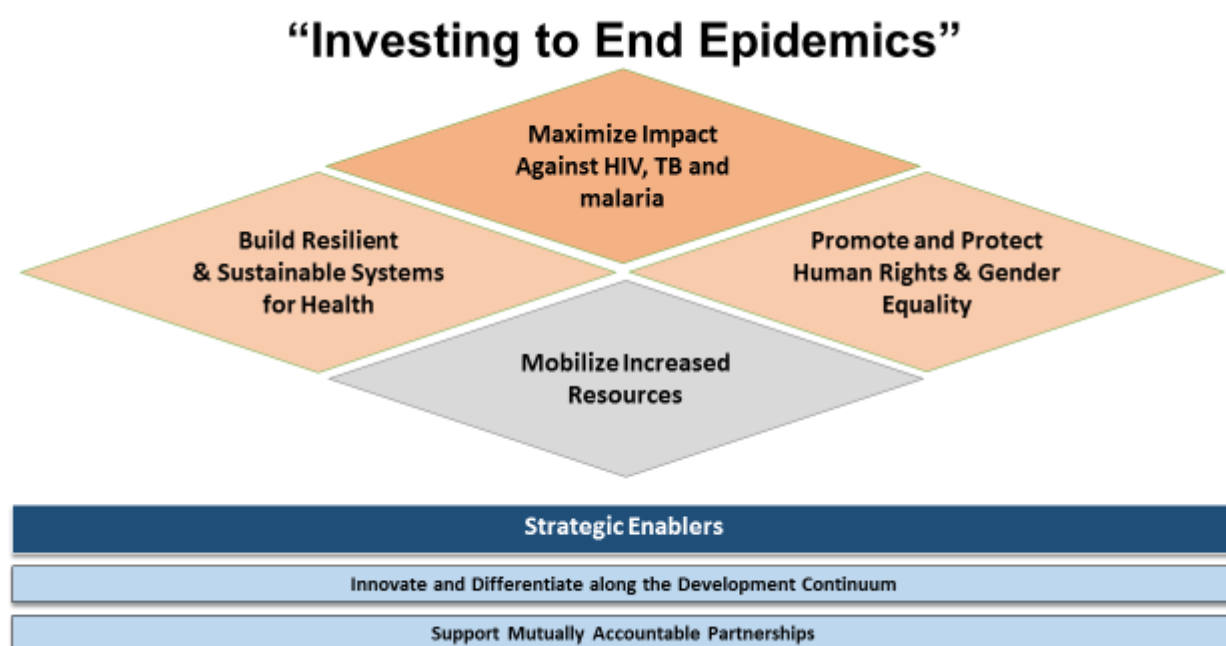 “Investing to End Epidemics”
Maximize Impact
Against HIV, TB and
malaria
Build Resilient
& Sustainable Systems
for Health
Promote and Protect
Human Rights & Gender
Equality
Mobilize Increased
Resources
Strategic Enablers
Innovate and Differentiate along the Development Continuum
Support Mutually Accountable Partnerships